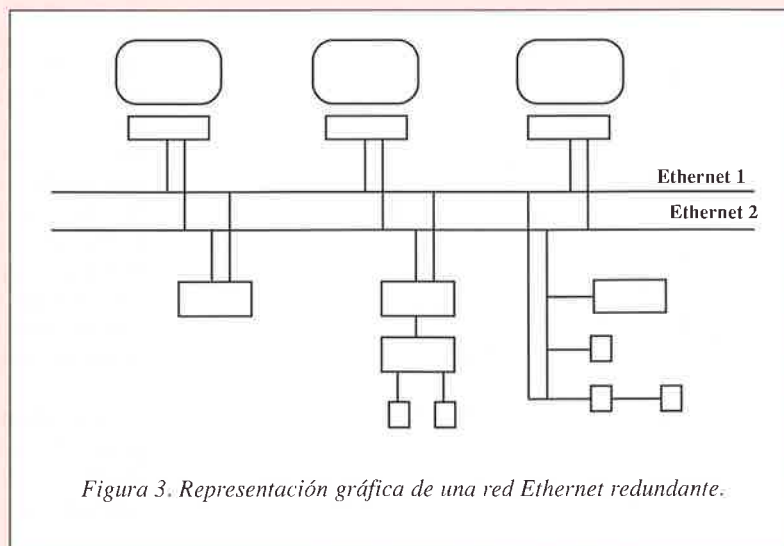 Ethernet 1
Ethernet 2
Figura 3. Representación gráfica de una red Ethernet redundante.